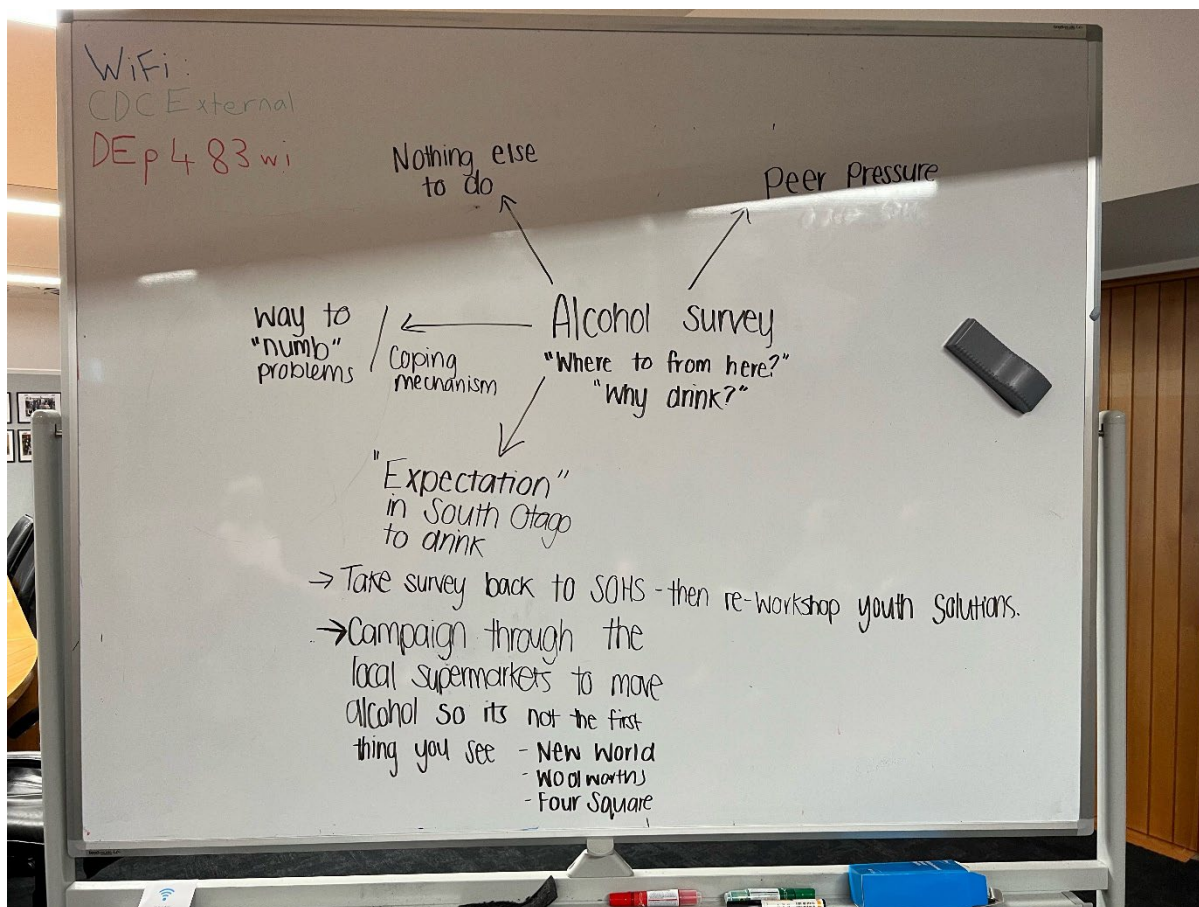 WiFi:
CDC External
DEp483wi
Nothing else
to do
Peer Pressure
Way to
"numb" /
problems
Coping
mechanism
Alcohol survey
"Where to from here?"
"Why drink?"
"Expectation"
in South Otago
to drink
→ Take survey back to SOHS - then re-workshop youth solutions.
→ Campaign through the
local supermarkets to move
alcohol so its not the first
thing you see - New World
- Woolworths
- Four Square